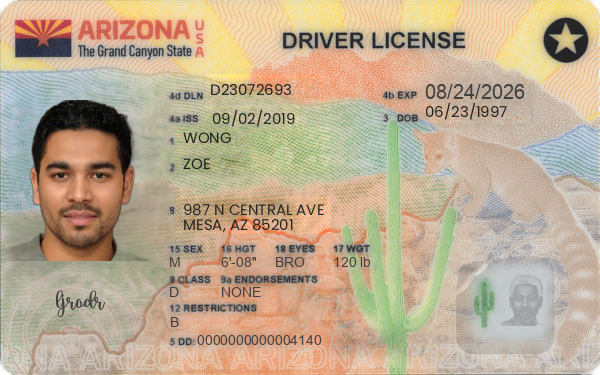 ARIZONA USA
The Grand Canyon State
DRIVER LICENSE
4d DLN D23072693
4b EXP 08/24/2026
4a ISS 09/02/2019
3 DOB 06/23/1997
1 WONG
2 ZOE
8 987 N CENTRAL AVE
MESA, AZ 85201
15 SEX 16 HGT 18 EYES 17 WGT
M 6'-08" BRO 120 lb
9 CLASS 9a ENDORSEMENTS
D NONE
12 RESTRICTIONS
B
5 DD: 0000000000004140
Grodr
ARIZONA ARIZONA ARIZONA ARIZONA